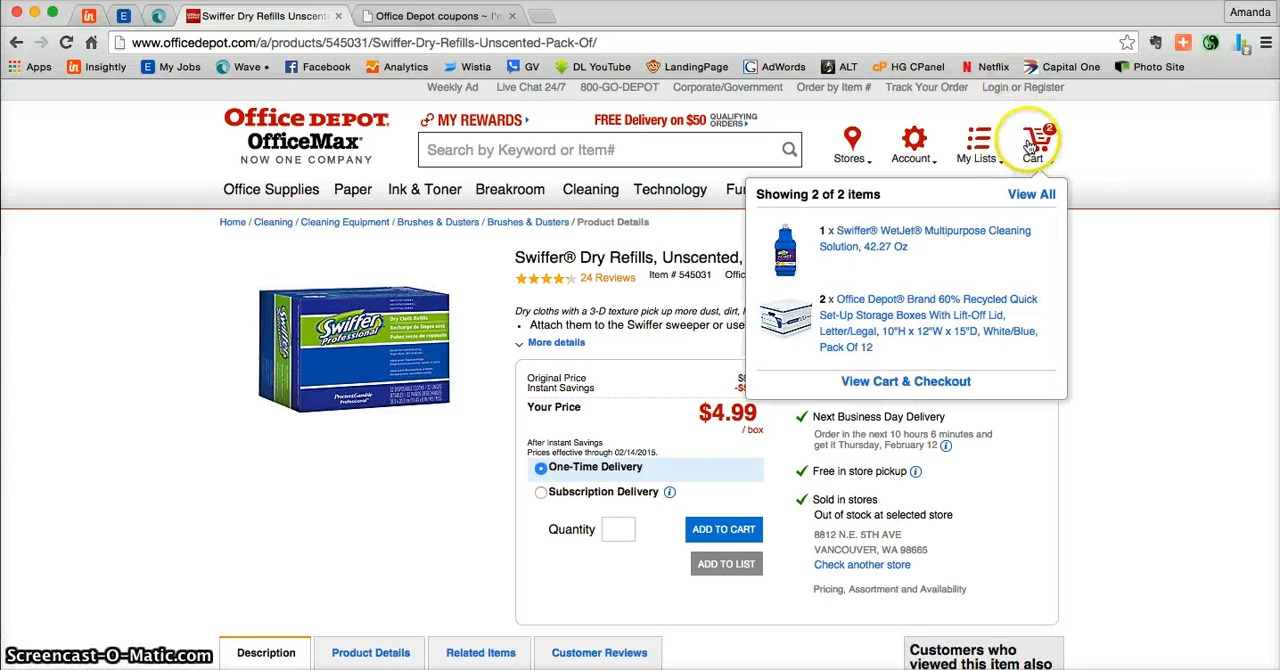 Swiffer Dry Refills Unscent
Office Depot coupons ~ I'm
Amanda
www.officedepot.com/a/products/545031/Swiffer-Dry-Refills-Unscented-Pack-Of/
Apps Insightly My Jobs Wave • Facebook Analytics Wistia GV DL YouTube LandingPage AdWords ALT HG CPanel Netflix Capital One Photo Site
Weekly Ad Live Chat 24/7 800-GO-DEPOT Corporate/Government Order by Item # Track Your Order Login or Register
Office DEPOT.
OfficeMax
NOW ONE COMPANY
MY REWARDS
FREE Delivery on $50 QUALIFYING ORDERS
Search by Keyword or Item#
Stores Account My Lists Cart 2
Office Supplies Paper Ink & Toner Breakroom Cleaning Technology Fur
Showing 2 of 2 items View All
1 x Swiffer® WetJet® Multipurpose Cleaning
Solution, 42.27 Oz
2 x Office Depot® Brand 60% Recycled Quick
Set-Up Storage Boxes With Lift-Off Lid,
Letter/Legal, 10"H x 12"W x 15"D, White/Blue,
Pack Of 12
View Cart & Checkout
Home / Cleaning / Cleaning Equipment / Brushes & Dusters / Brushes & Dusters / Product Details
Swiffer® Dry Refills, Unscented,
24 Reviews Item # 545031 Offic
Dry cloths with a 3-D texture pick up more dust, dirt,
• Attach them to the Swiffer sweeper or use
More details
Swiffer
Professional
Dry Cloth Refills
Procter&Gamble
Professional
Original Price
Instant Savings
Your Price $4.99
/ box
After Instant Savings
Prices effective through 02/14/2015.
One-Time Delivery
Subscription Delivery
Quantity
ADD TO CART
ADD TO LIST
Next Business Day Delivery
Order in the next 10 hours 6 minutes and
get it Thursday, February 12
Free in store pickup
Sold in stores
Out of stock at selected store
8812 N.E. 5TH AVE
VANCOUVER, WA 98665
Check another store
Pricing, Assortment and Availability
Description Product Details Related Items Customer Reviews
Customers who
viewed this item also
Screencast-O-Matic.com